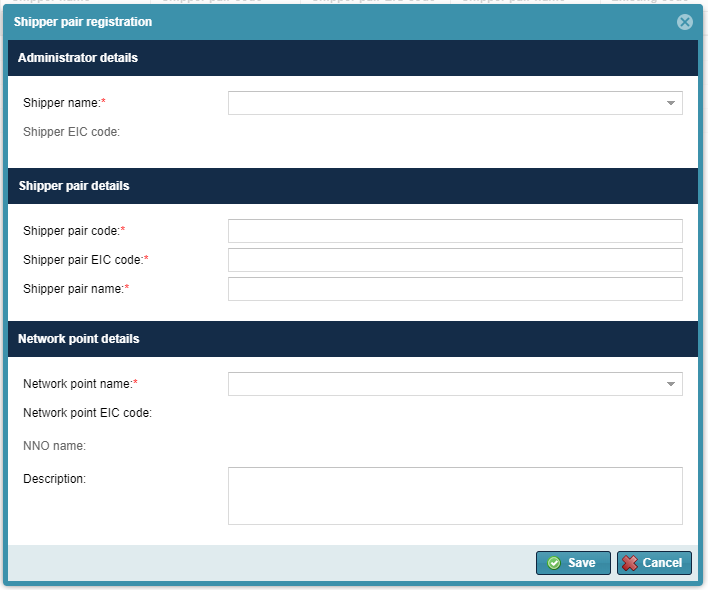 Shipper pair registration
Administrator details
Shipper name:*
Shipper EIC code:
Shipper pair details
Shipper pair code:*
Shipper pair EIC code:*
Shipper pair name:*
Network point details
Network point name:*
Network point EIC code:
NNO name:
Description:
Save Cancel